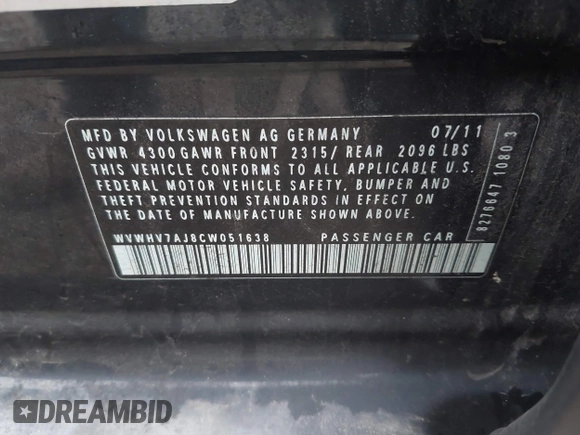 MFD BY VOLKSWAGEN AG GERMANY 07/11
GVWR 4300 GAWR FRONT 2315/ REAR 2096 LBS
THIS VEHICLE CONFORMS TO ALL APPLICABLE U.S.
FEDERAL MOTOR VEHICLE SAFETY, BUMPER AND
THEFT PREVENTION STANDARDS IN EFFECT ON
THE DATE OF MANUFACTURE SHOWN ABOVE.
WVWHV7AJ8CW051638 PASSENGER CAR
8276647 1080 3
DREAMBID